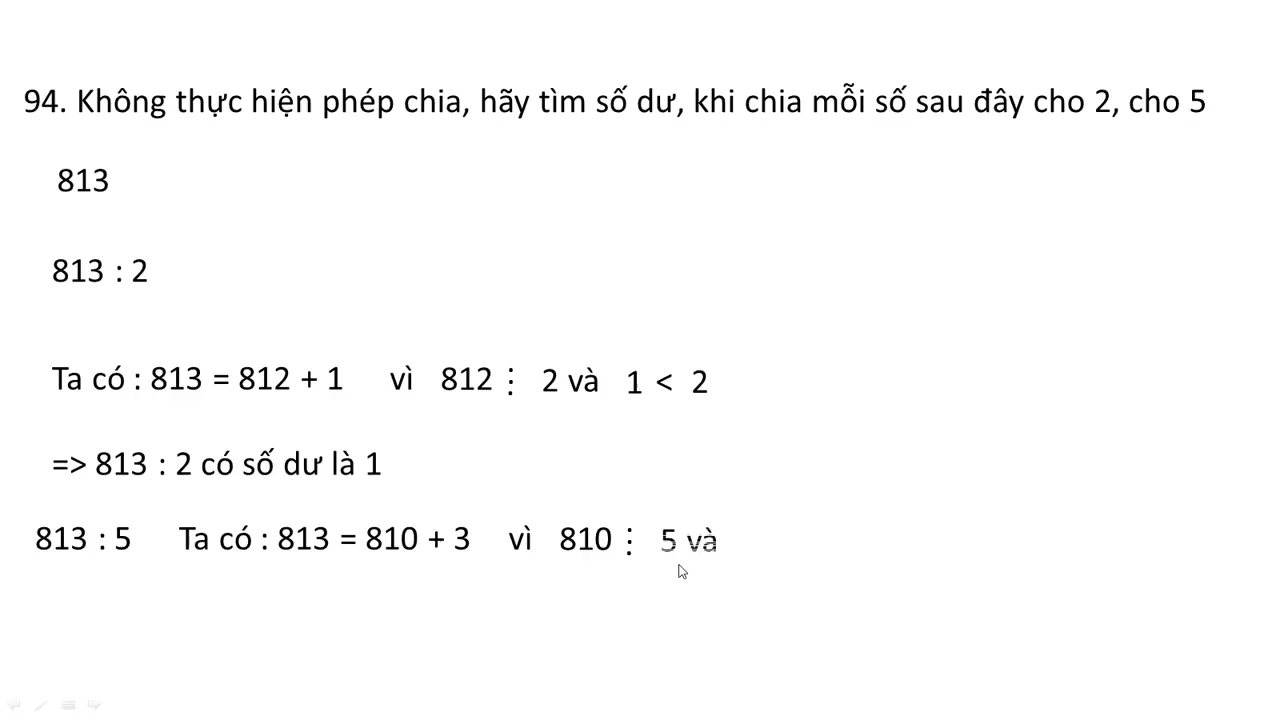 94. Không thực hiện phép chia, hãy tìm số dư, khi chia mỗi số sau đây cho 2, cho 5
813
813 : 2
Ta có : 813 = 812 + 1 vì 812 ⋮ 2 và 1 < 2
=> 813 : 2 có số dư là 1
813 : 5 Ta có : 813 = 810 + 3 vì 810 ⋮ 5 và